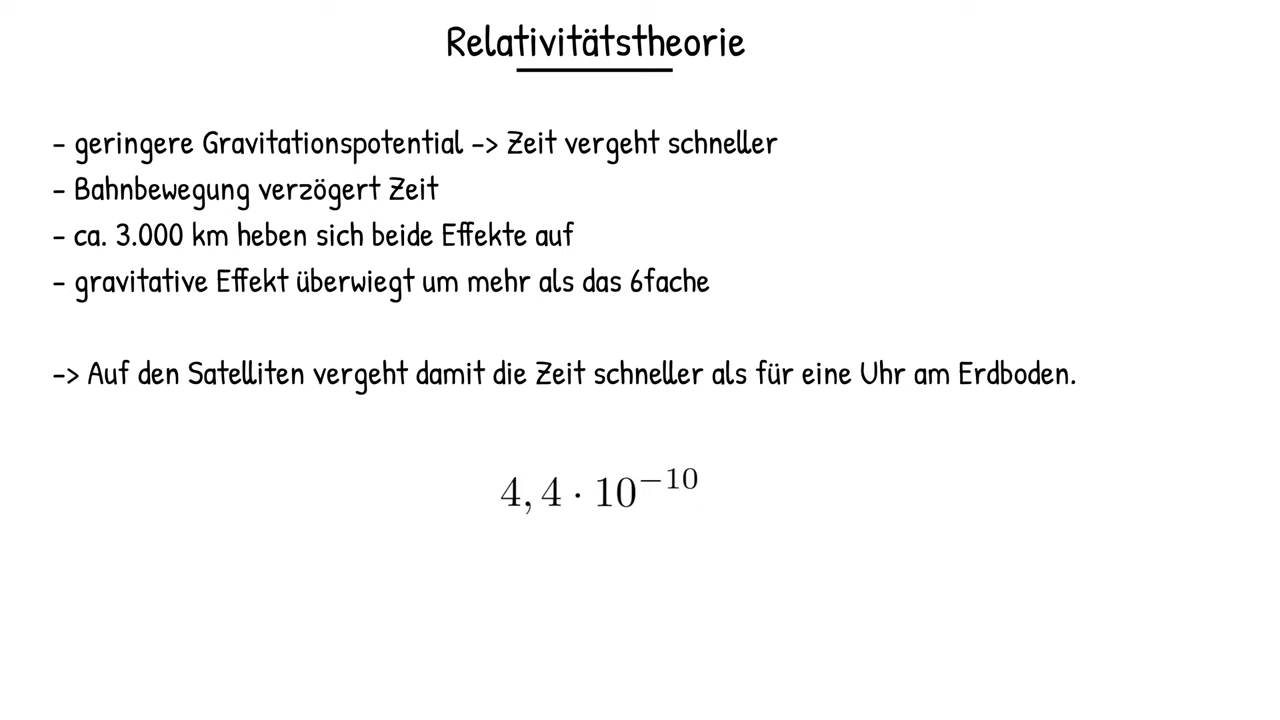 Relativitätstheorie
- geringere Gravitationspotential -> Zeit vergeht schneller
- Bahnbewegung verzögert Zeit
- ca. 3.000 km heben sich beide Effekte auf
- gravitative Effekt überwiegt um mehr als das 6fache
-> Auf den Satelliten vergeht damit die Zeit schneller als für eine Uhr am Erdboden.
4,4 · 10⁻¹⁰